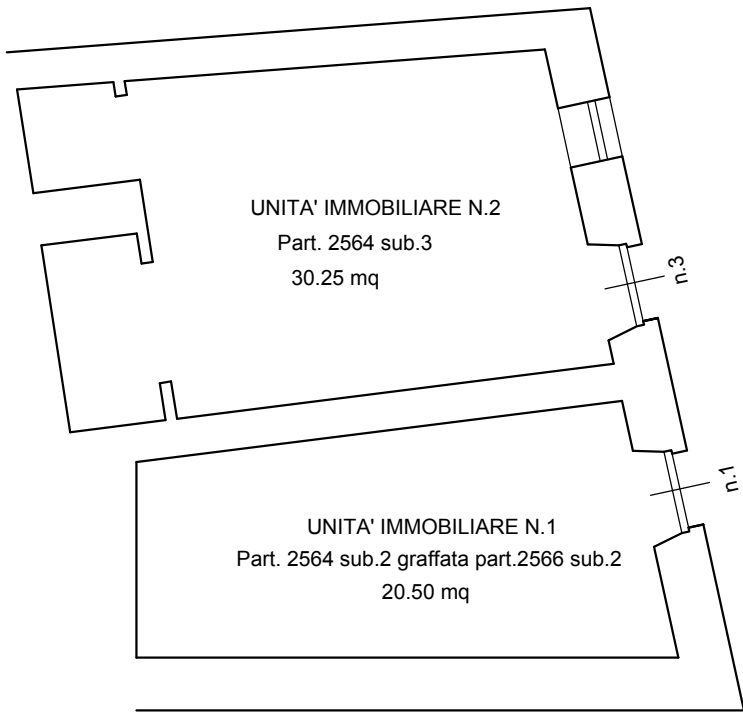 UNITA' IMMOBILIARE N.2
Part. 2564 sub.3
30.25 mq
n.3
n.1
UNITA' IMMOBILIARE N.1
Part. 2564 sub.2 graffata part.2566 sub.2
20.50 mq